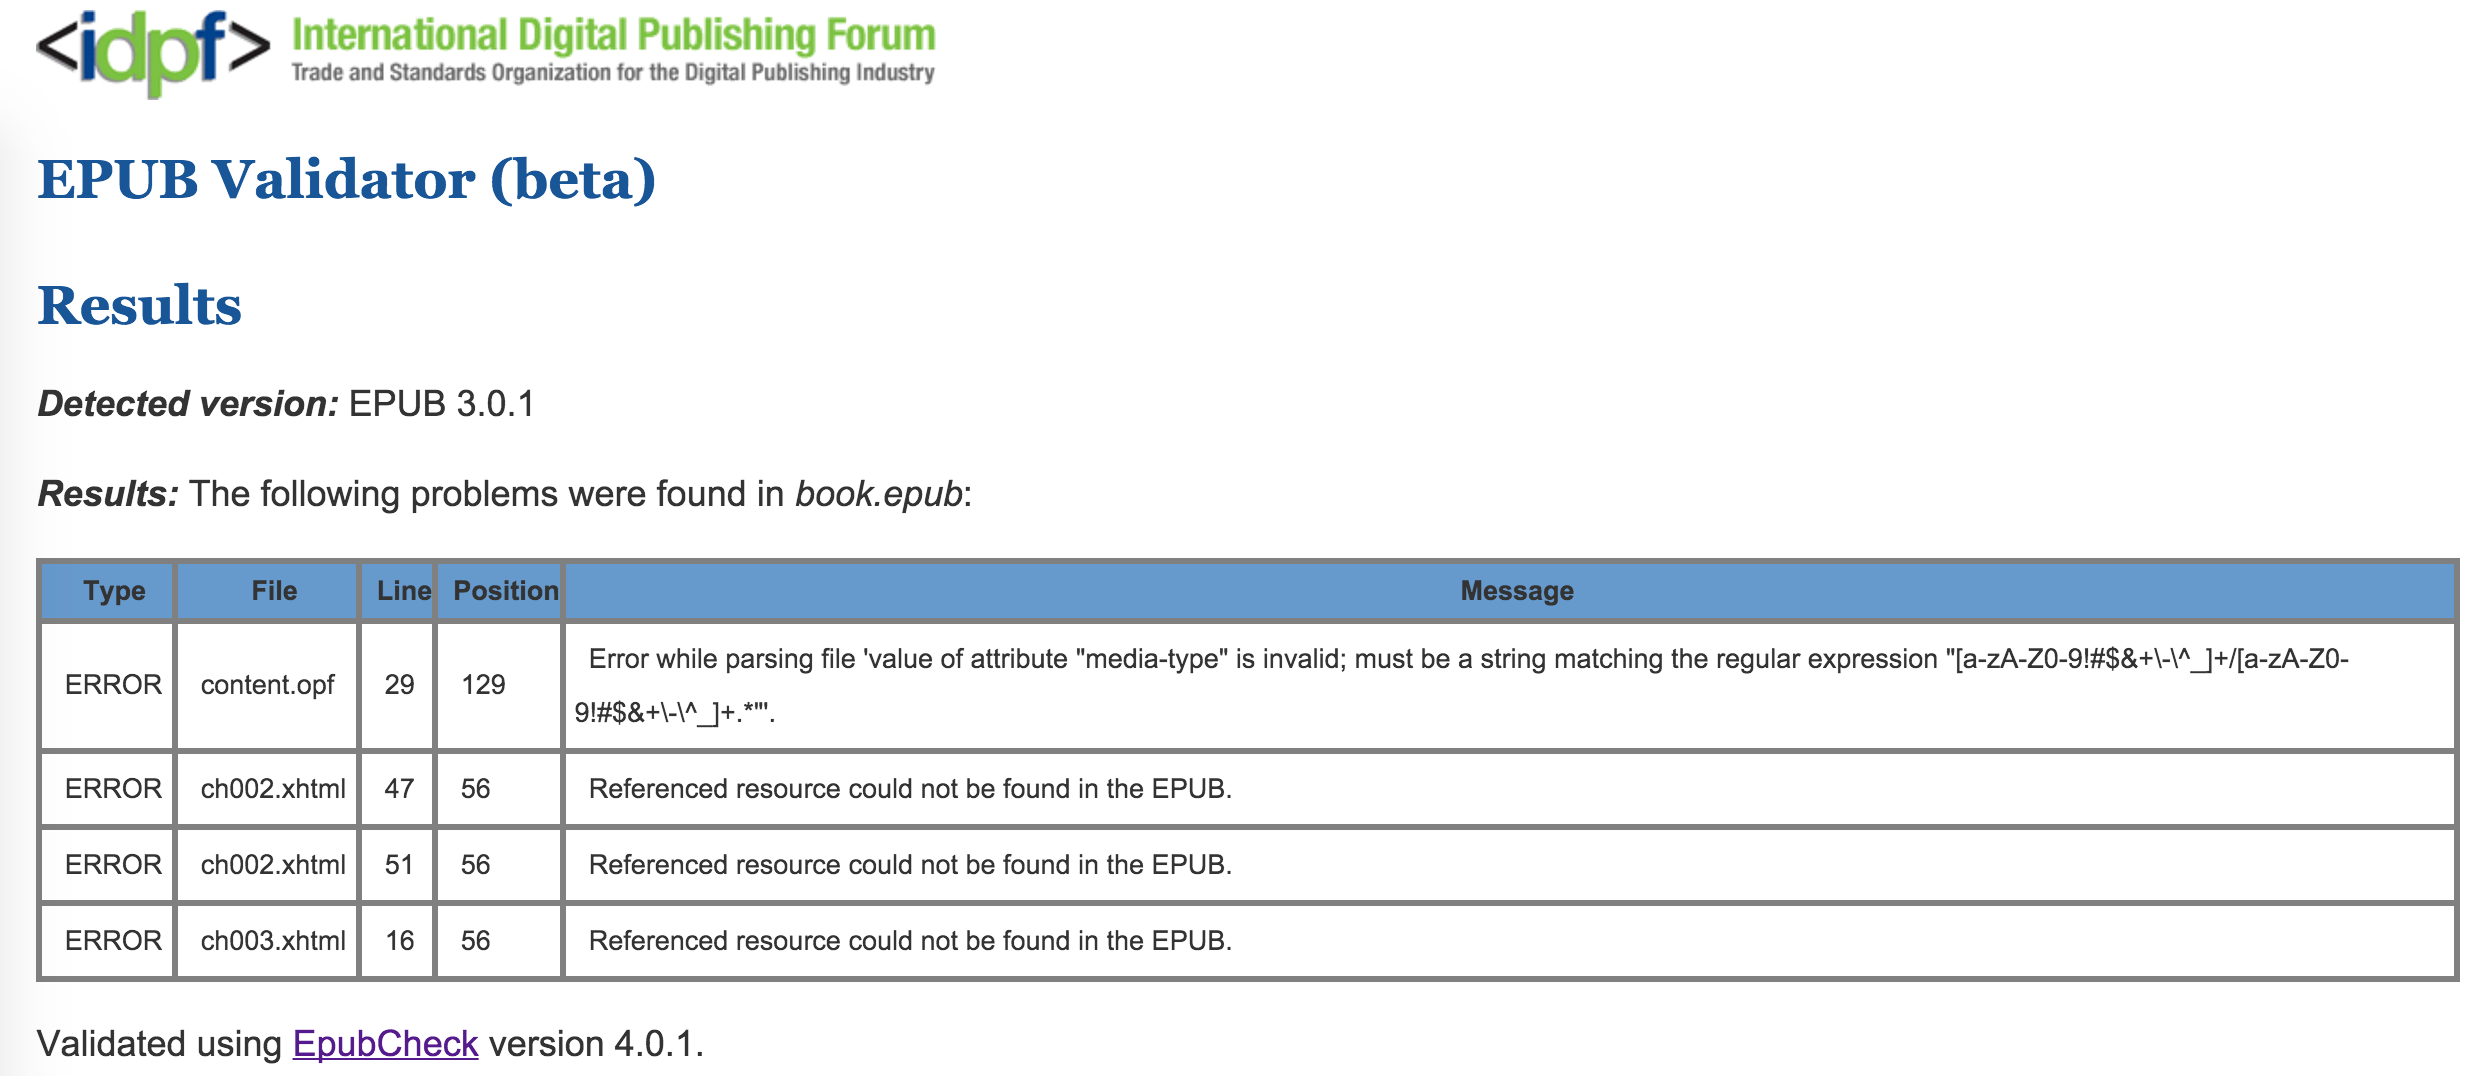 <idpf> International Digital Publishing Forum
Trade and Standards Organization for the Digital Publishing Industry
EPUB Validator (beta)
Results
Detected version: EPUB 3.0.1
Results: The following problems were found in book.epub:
Type File Line Position Message
ERROR content.opf 29 129 Error while parsing file 'value of attribute "media-type" is invalid; must be a string matching the regular expression "[a-zA-Z0-9!#$&+\-\^_]+/[a-zA-Z0-
9!#$&+\-\^_]+.*"'.
ERROR ch002.xhtml 47 56 Referenced resource could not be found in the EPUB.
ERROR ch002.xhtml 51 56 Referenced resource could not be found in the EPUB.
ERROR ch003.xhtml 16 56 Referenced resource could not be found in the EPUB.
Validated using EpubCheck version 4.0.1.